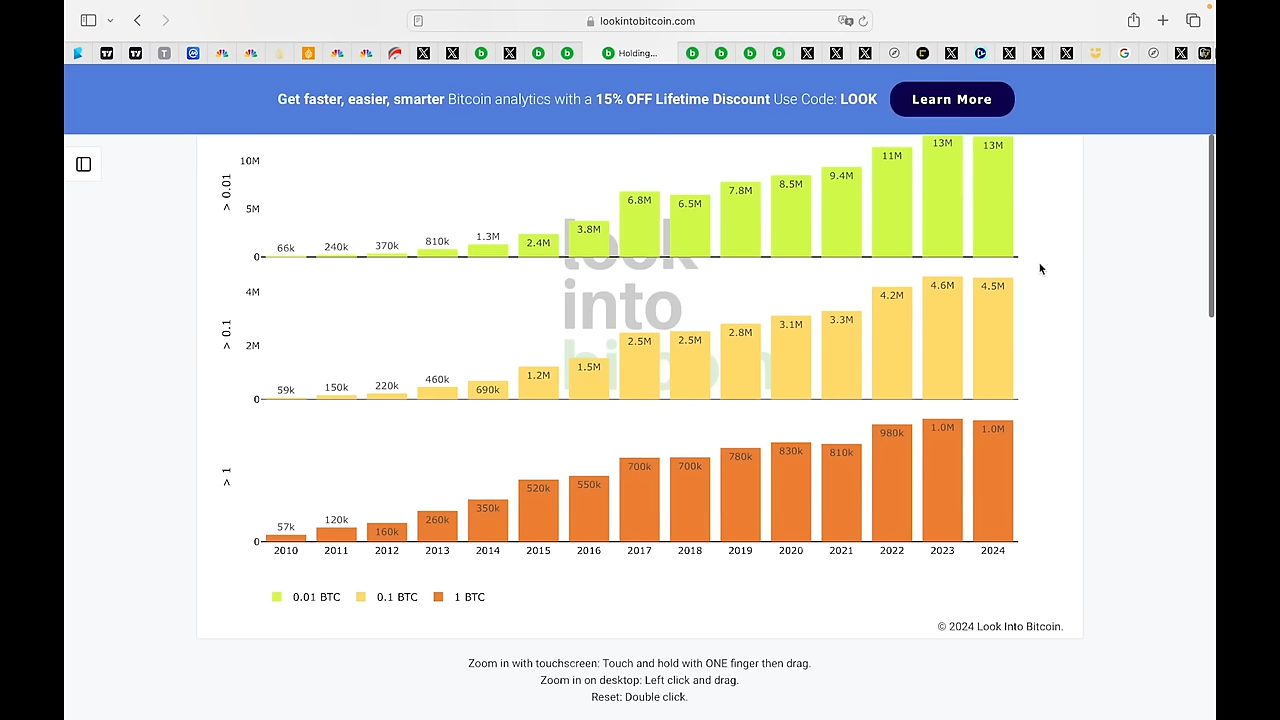 lookintobitcoin.com
Holding...
Get faster, easier, smarter Bitcoin analytics with a 15% OFF Lifetime Discount Use Code: LOOK
Learn More
> 0.01
10M
5M
0
66k 240k 370k 810k 1.3M 2.4M 3.8M 6.8M 6.5M 7.8M 8.5M 9.4M 11M 13M 13M
look
into
bitcoin
> 0.1
4M
2M
0
59k 150k 220k 460k 690k 1.2M 1.5M 2.5M 2.5M 2.8M 3.1M 3.3M 4.2M 4.6M 4.5M
> 1
0
57k 120k 160k 260k 350k 520k 550k 700k 700k 780k 830k 810k 980k 1.0M 1.0M
2010 2011 2012 2013 2014 2015 2016 2017 2018 2019 2020 2021 2022 2023 2024
0.01 BTC 0.1 BTC 1 BTC
© 2024 Look Into Bitcoin.
Zoom in with touchscreen: Touch and hold with ONE finger then drag.
Zoom in on desktop: Left click and drag.
Reset: Double click.